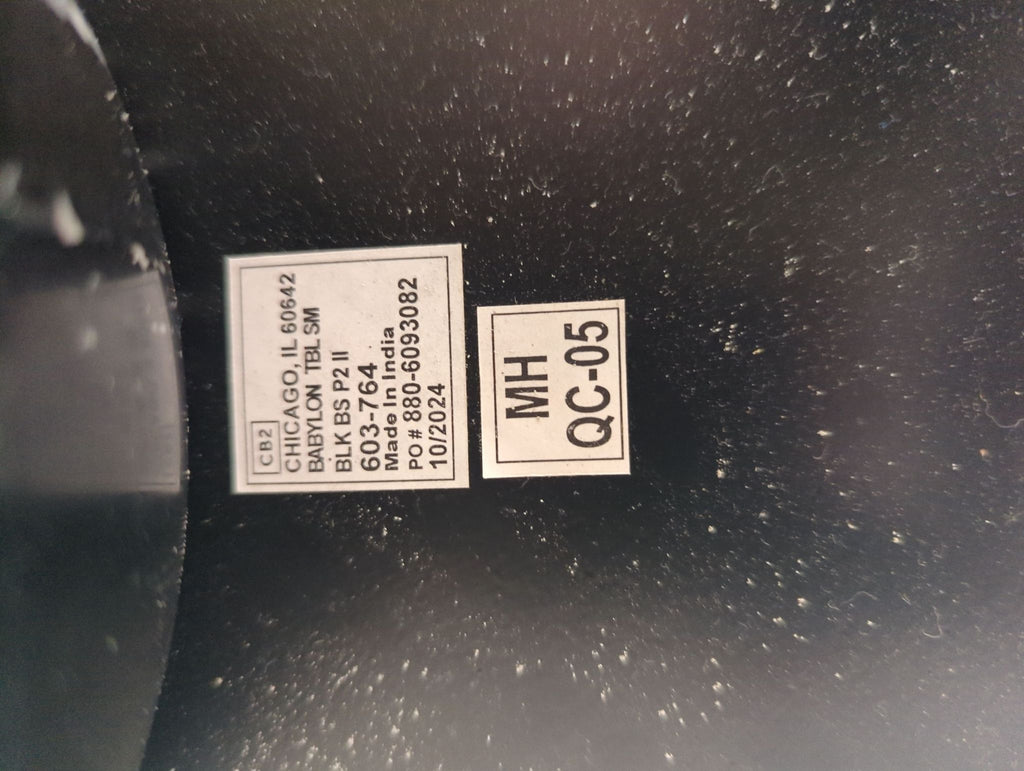 CB2
CHICAGO, IL 60642
BABYLON TBL SM
BLK BS P2 II
603-764
Made In India
PO # 880-6093082
10/2024
MH
QC-05